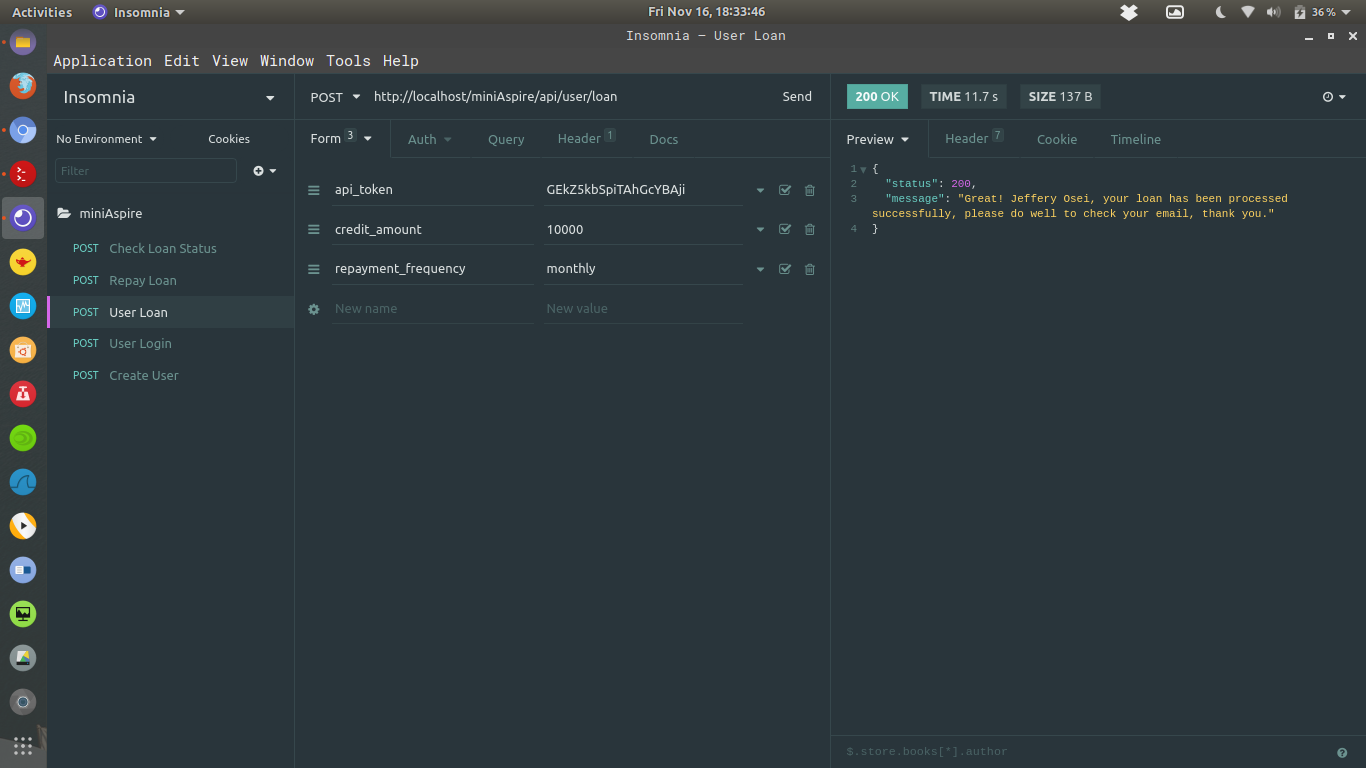 Activities Insomnia Fri Nov 16, 18:33:46 36 %
Insomnia – User Loan
Application Edit View Window Tools Help
Insomnia
No Environment Cookies
Filter
miniAspire
POST Check Loan Status
POST Repay Loan
POST User Loan
POST User Login
POST Create User
POST http://localhost/miniAspire/api/user/loan Send
Form 3 Auth Query Header 1 Docs
api_token GEkZ5kbSpiTAhGcYBAji
credit_amount 10000
repayment_frequency monthly
New name New value
200 OK TIME 11.7 s SIZE 137 B
Preview Header 7 Cookie Timeline
1 {
2 "status": 200,
3 "message": "Great! Jeffery Osei, your loan has been processed
successfully, please do well to check your email, thank you."
4 }
$.store.books[*].author